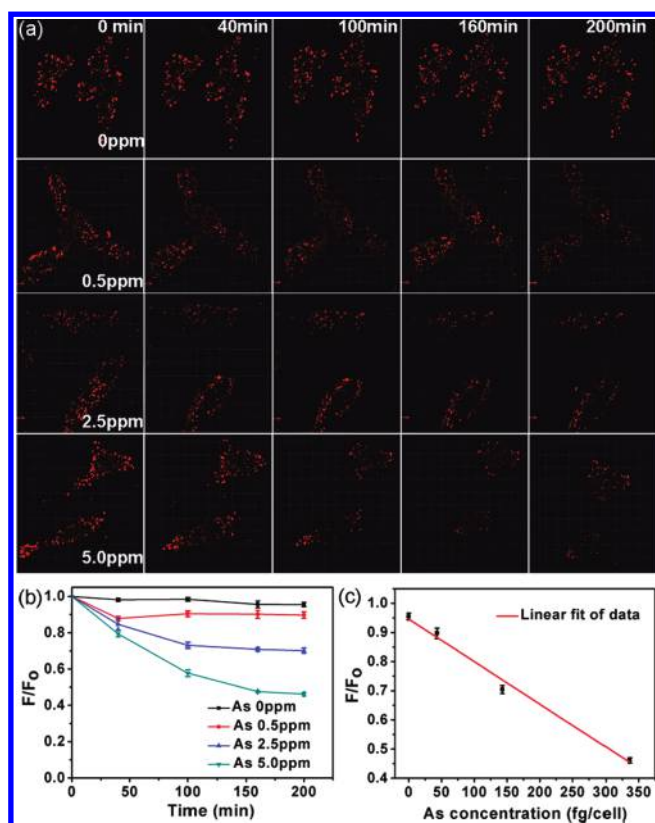 (a) 0 min 40min 100min 160min 200min
0ppm
0.5ppm
2.5ppm
5.0ppm
(b)
1.0
0.8
0.6
0.4
0.2
0.0
F/Fo
As 0ppm
As 0.5ppm
As 2.5ppm
As 5.0ppm
0 50 100 150 200
Time (min)
(c)
1.0
0.9
0.8
0.7
0.6
0.5
0.4
F/Fo
Linear fit of data
0 50 100 150 200 250 300 350
As concentration (fg/cell)